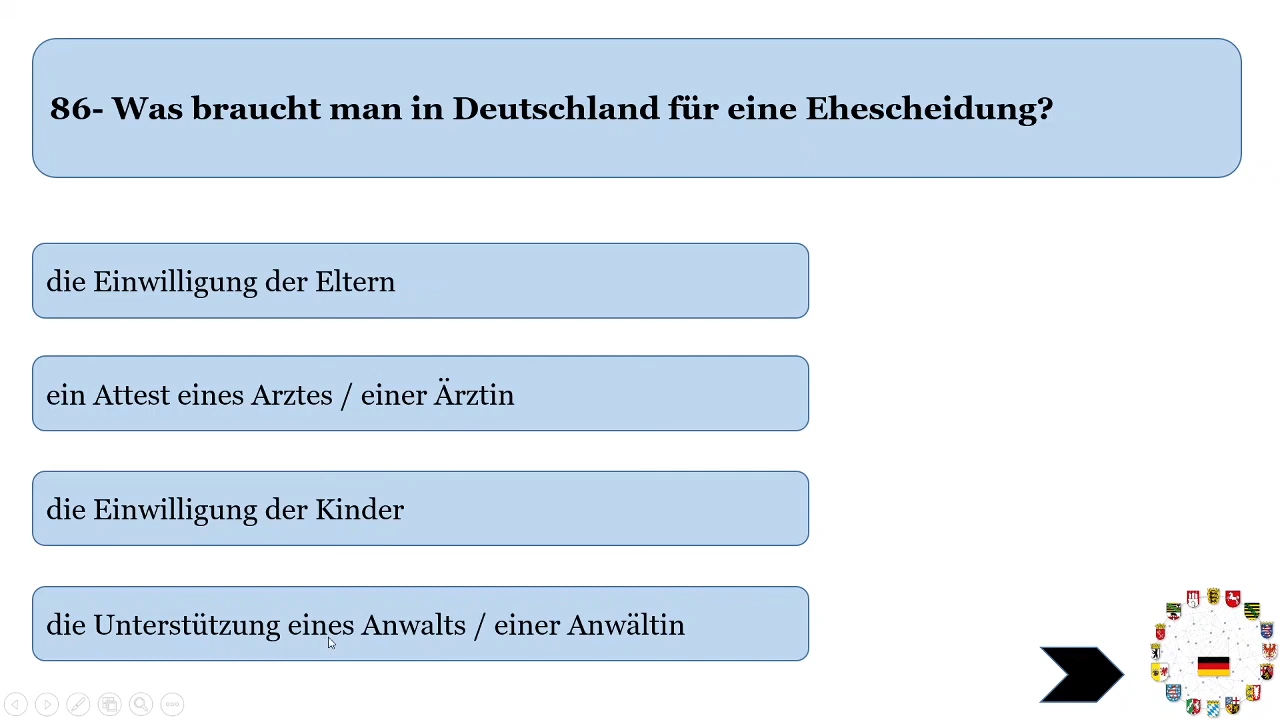 86- Was braucht man in Deutschland für eine Ehescheidung?
die Einwilligung der Eltern
ein Attest eines Arztes / einer Ärztin
die Einwilligung der Kinder
die Unterstützung eines Anwalts / einer Anwältin